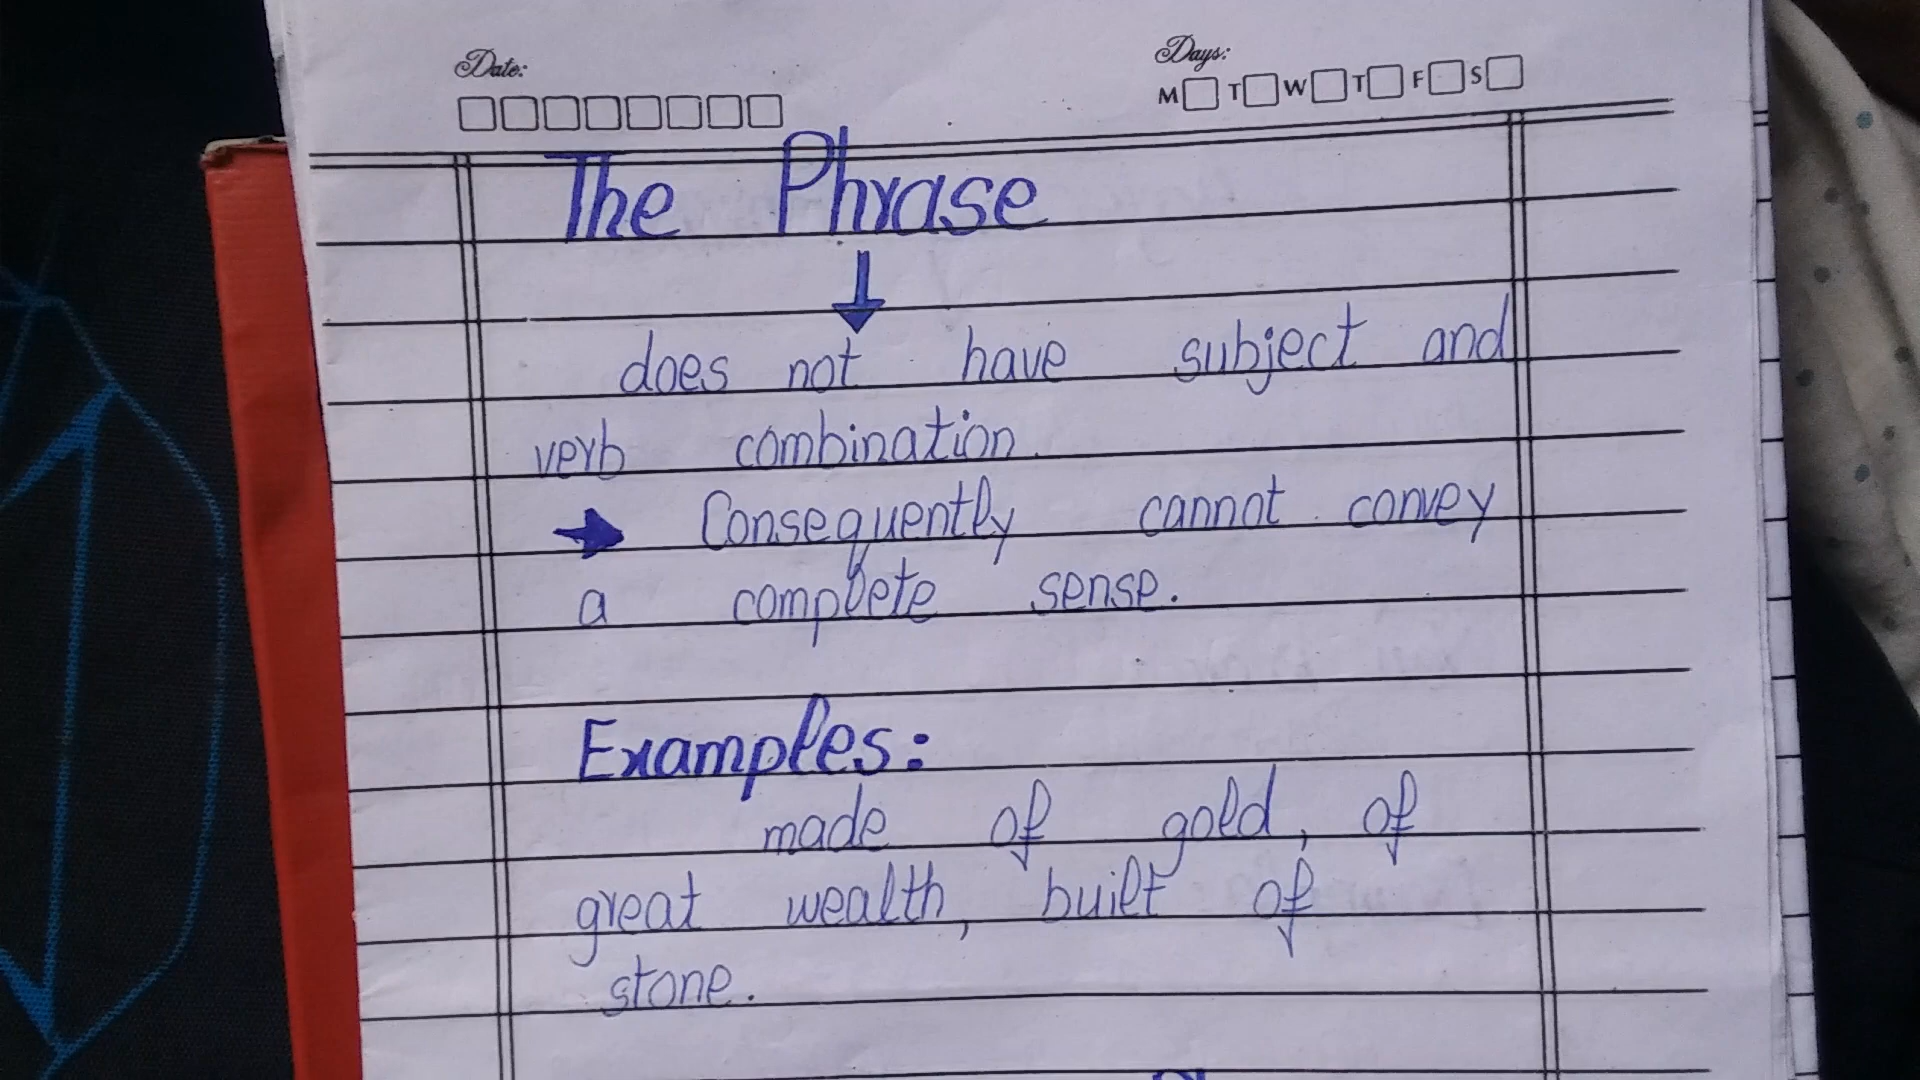 Date:
Days:
M T W T F S
The Phrase
does not have subject and
verb combination.
Consequently cannot convey
a complete sense.
Examples:
made of gold, of
great wealth, built of
stone.